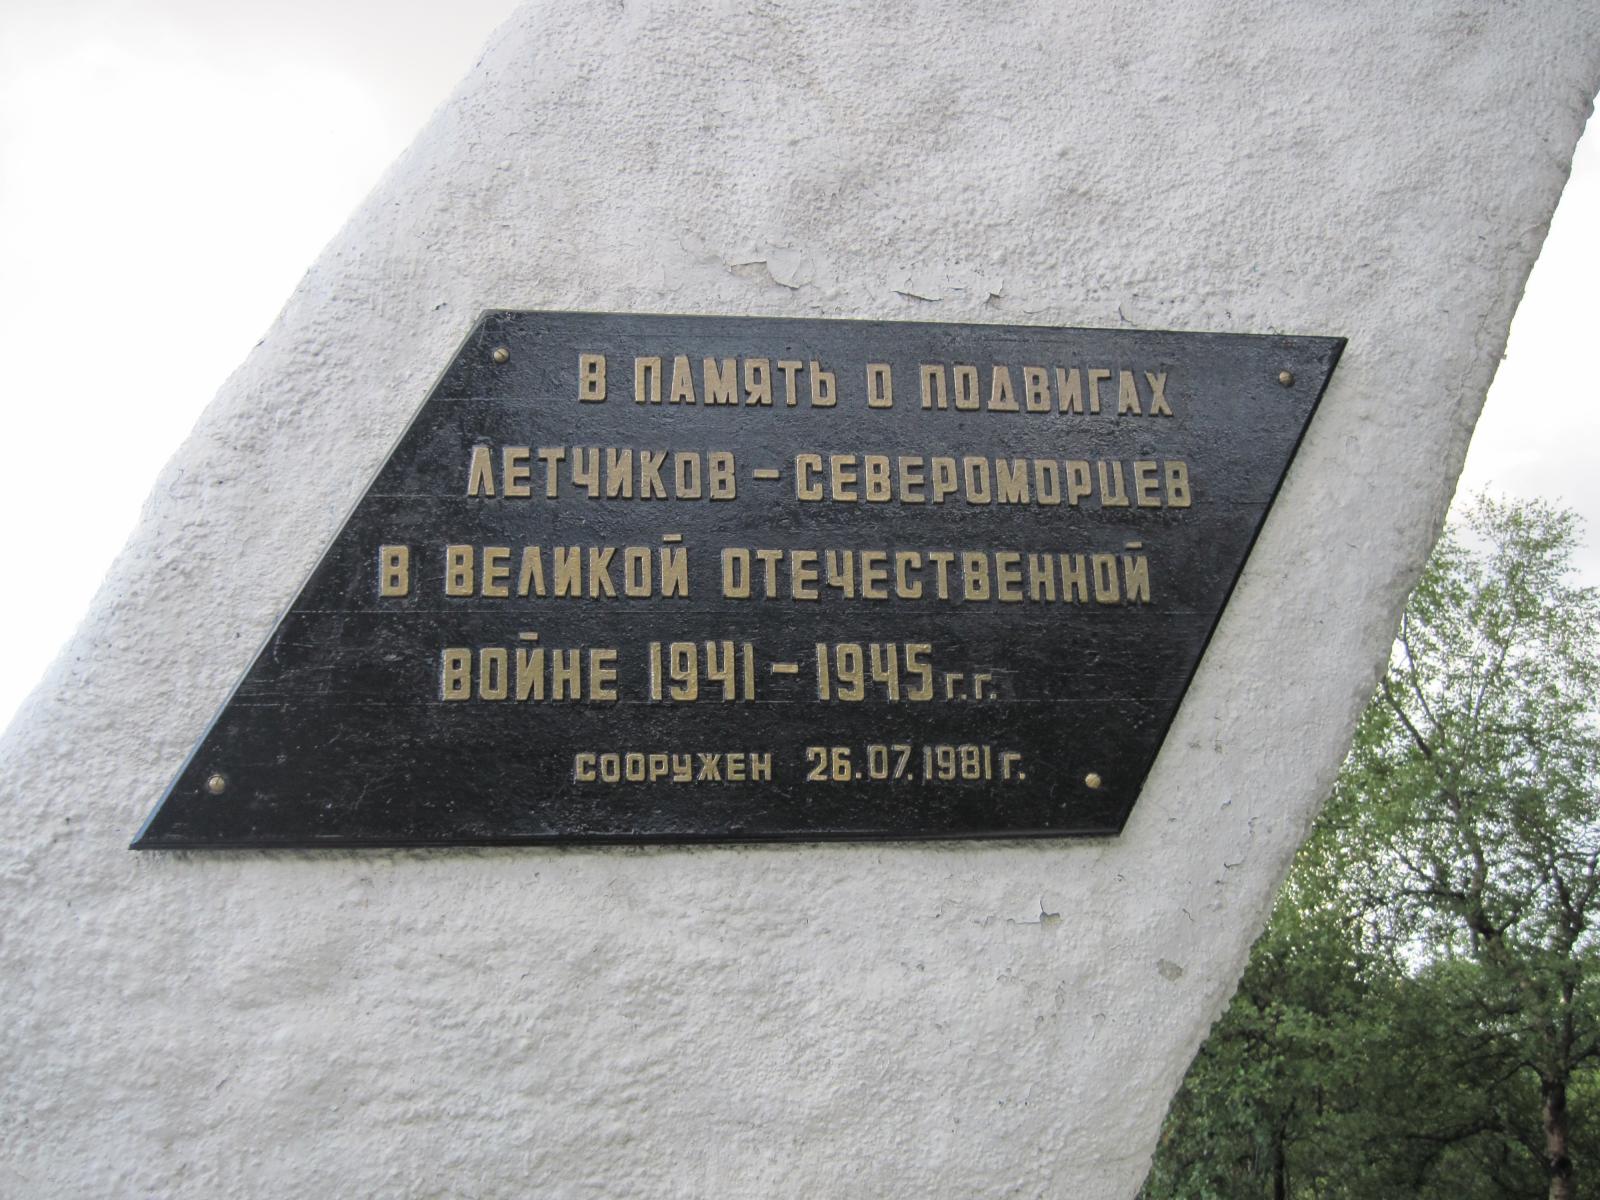 В ПАМЯТЬ О ПОДВИГАХ
ЛЕТЧИКОВ - СЕВЕРОМОРЦЕВ
В ВЕЛИКОЙ ОТЕЧЕСТВЕННОЙ
ВОЙНЕ 1941 - 1945 г.г.
СООРУЖЕН 26.07.1981 г.